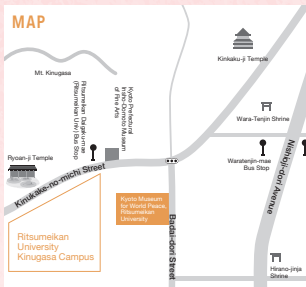 MAP
Kinkaku-ji Temple
Mt. Kinugasa
Ritsumeikan Daigaku-mae
(Ritsumeikan Univ.) Bus Stop
Kyoto Prefectural
Insho-Domoto Museum
of Fine Arts
Wara-Tenjin Shrine
Waratenjin-mae
Bus Stop
Nishioji-dori Avenue
Ryoan-ji Temple
Kinukake-no-michi Street
Kyoto Museum
for World Peace,
Ritsumeikan
University
Badai-dori Street
Ritsumeikan
University
Kinugasa Campus
Hirano-jinja
Shrine